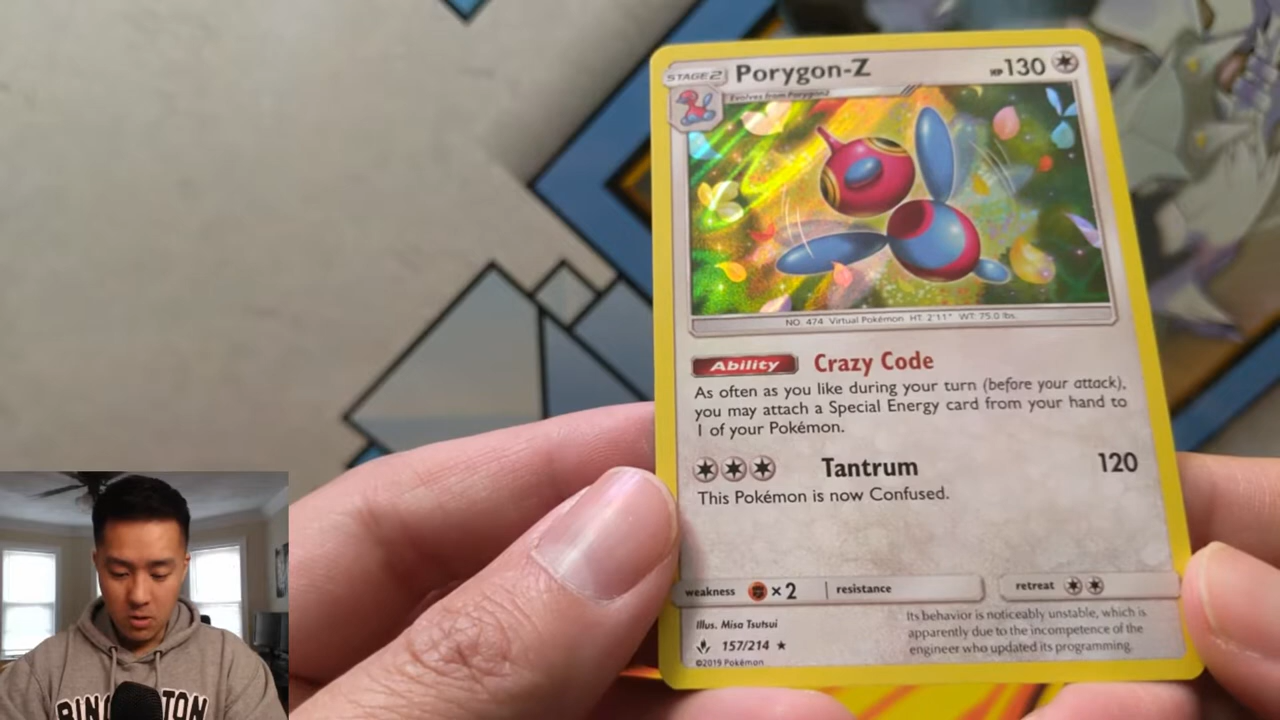 STAGE 2 Porygon-Z HP 130
Evolves from Porygon2
NO. 474 Virtual Pokémon HT: 2'11" WT: 75.0 lbs.
Ability Crazy Code
As often as you like during your turn (before your attack),
you may attach a Special Energy card from your hand to
1 of your Pokémon.
Tantrum 120
This Pokémon is now Confused.
weakness ×2 resistance retreat
Illus. Misa Tsutsui
157/214
©2019 Pokémon
Its behavior is noticeably unstable, which is
apparently due to the incompetence of the
engineer who updated its programming.